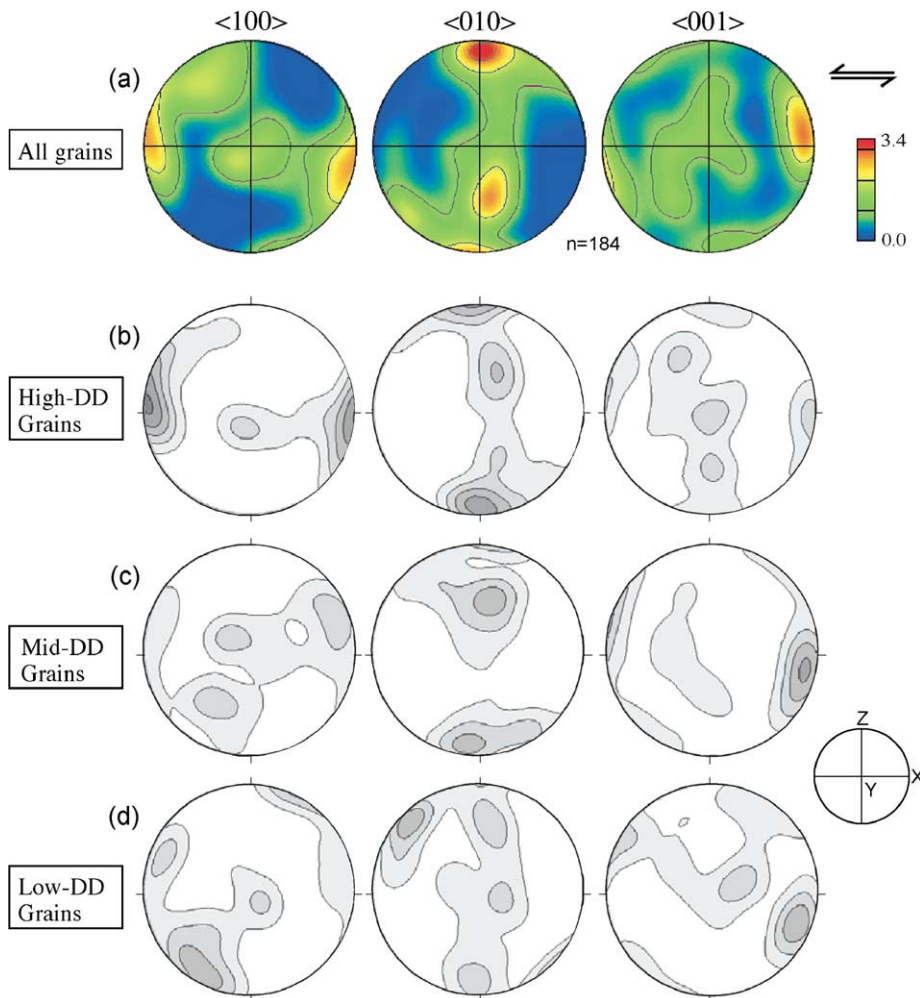 <100> <010> <001>
(a)
All grains
3.4
0.0
n=184
(b)
High-DD
Grains
(c)
Mid-DD
Grains
Z
X
Y
(d)
Low-DD
Grains